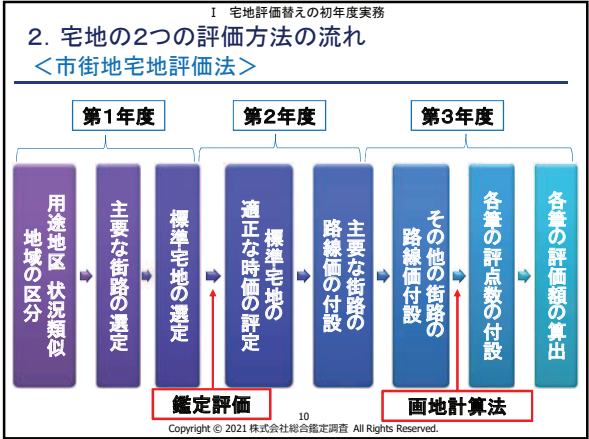 Ⅰ　宅地評価替えの初年度実務
２．宅地の２つの評価方法の流れ
＜市街地宅地評価法＞
第１年度
第２年度
第３年度
用途地区 状況類似
地域の区分
主要な街路の選定
標準宅地の選定
標準宅地の
適正な時価の評定
主要な街路の
路線価の付設
その他の街路の
路線価付設
各筆の評点数の付設
各筆の評価額の算出
鑑定評価
画地計算法
10
Copyright © 2021 株式会社総合鑑定調査 All Rights Reserved.